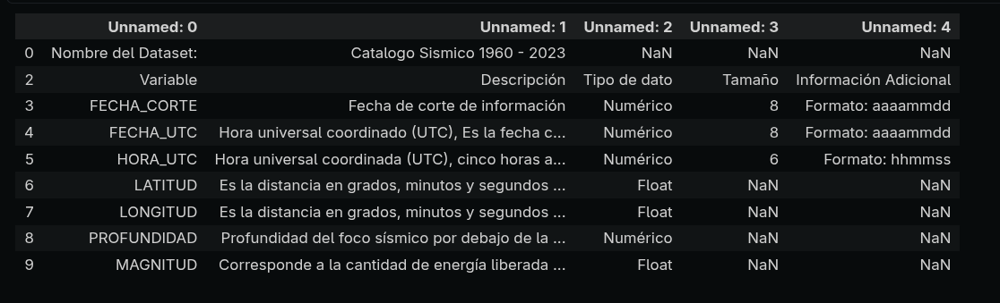 Unnamed: 0 Unnamed: 1 Unnamed: 2 Unnamed: 3 Unnamed: 4
0 Nombre del Dataset: Catalogo Sismico 1960 - 2023 NaN NaN NaN
2 Variable Descripción Tipo de dato Tamaño Información Adicional
3 FECHA_CORTE Fecha de corte de información Numérico 8 Formato: aaaammdd
4 FECHA_UTC Hora universal coordinado (UTC), Es la fecha c... Numérico 8 Formato: aaaammdd
5 HORA_UTC Hora universal coordinada (UTC), cinco horas a... Numérico 6 Formato: hhmmss
6 LATITUD Es la distancia en grados, minutos y segundos ... Float NaN NaN
7 LONGITUD Es la distancia en grados, minutos y segundos ... Float NaN NaN
8 PROFUNDIDAD Profundidad del foco sísmico por debajo de la ... Numérico NaN NaN
9 MAGNITUD Corresponde a la cantidad de energía liberada ... Float NaN NaN